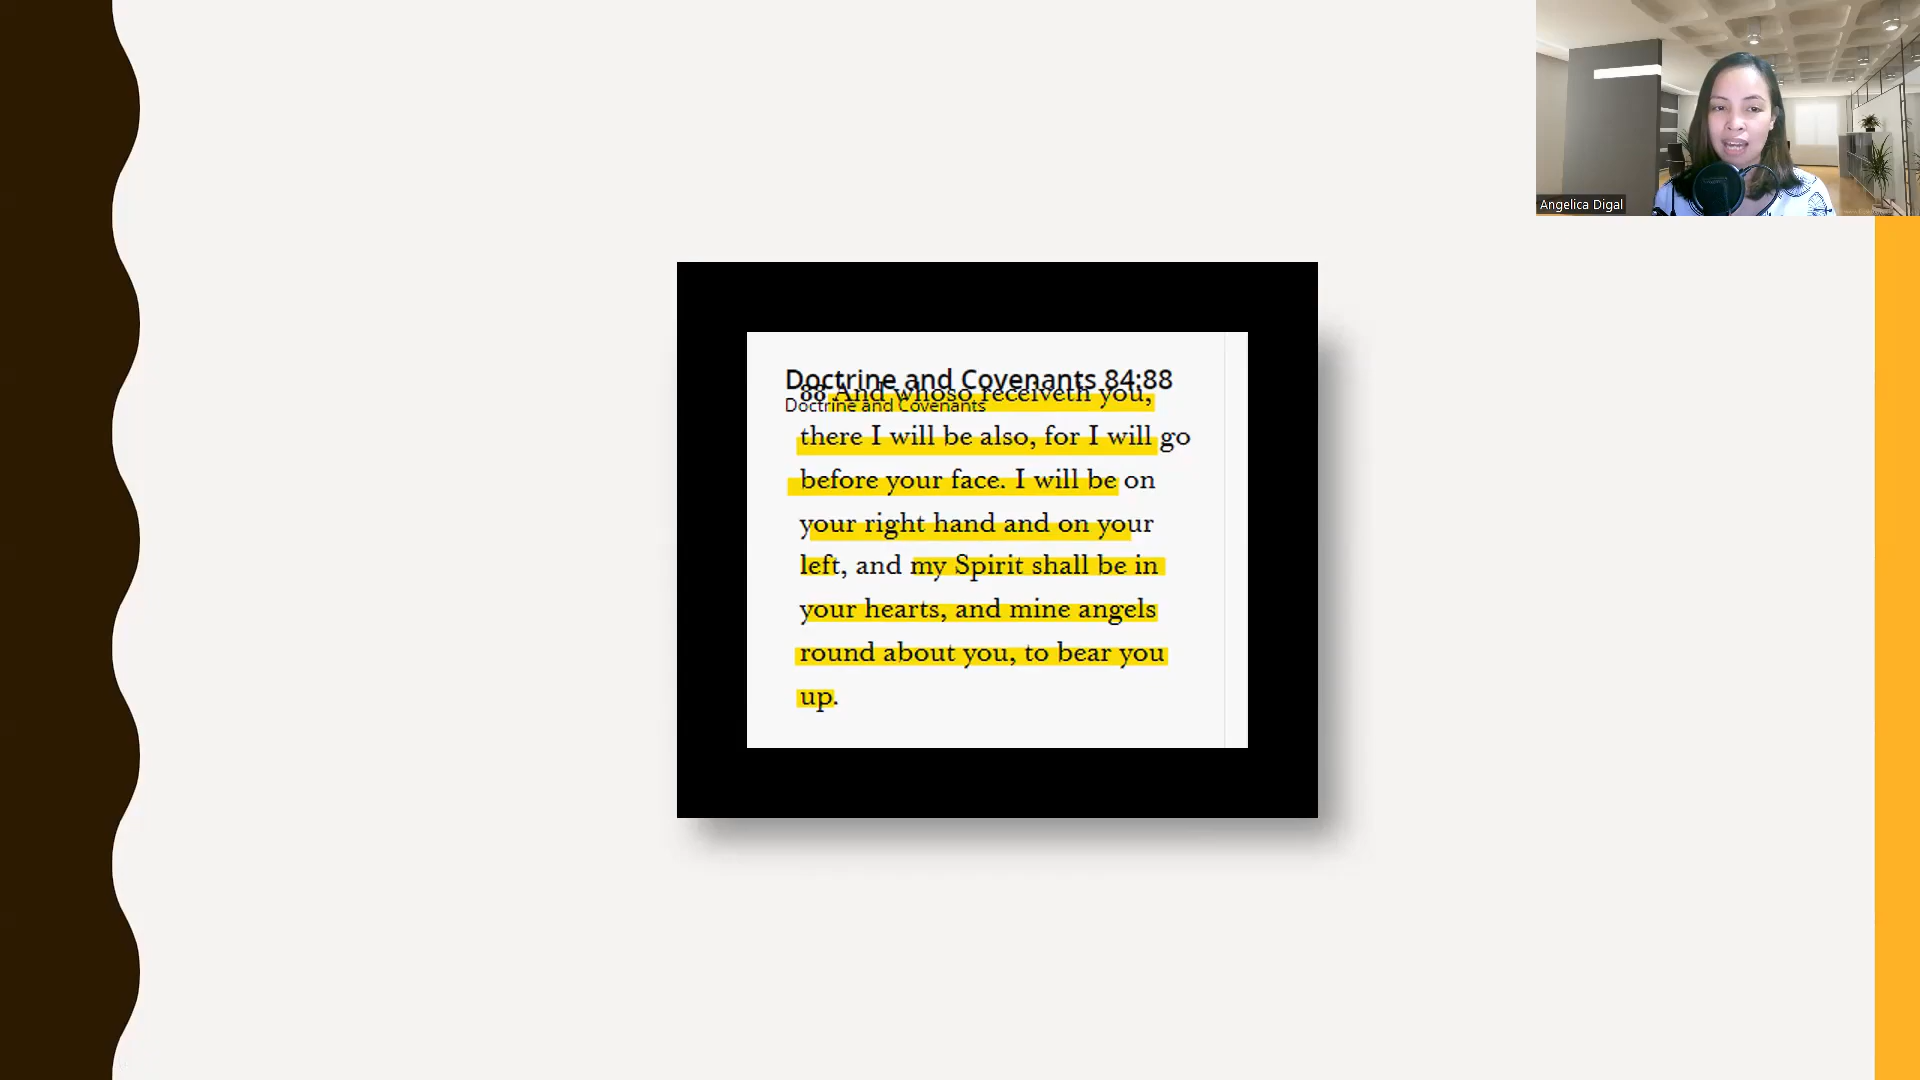 Angelica Digal
Doctrine and Covenants 84:88
Doctrine and Covenants
88 And whoso receiveth you,
there I will be also, for I will go
before your face. I will be on
your right hand and on your
left, and my Spirit shall be in
your hearts, and mine angels
round about you, to bear you
up.